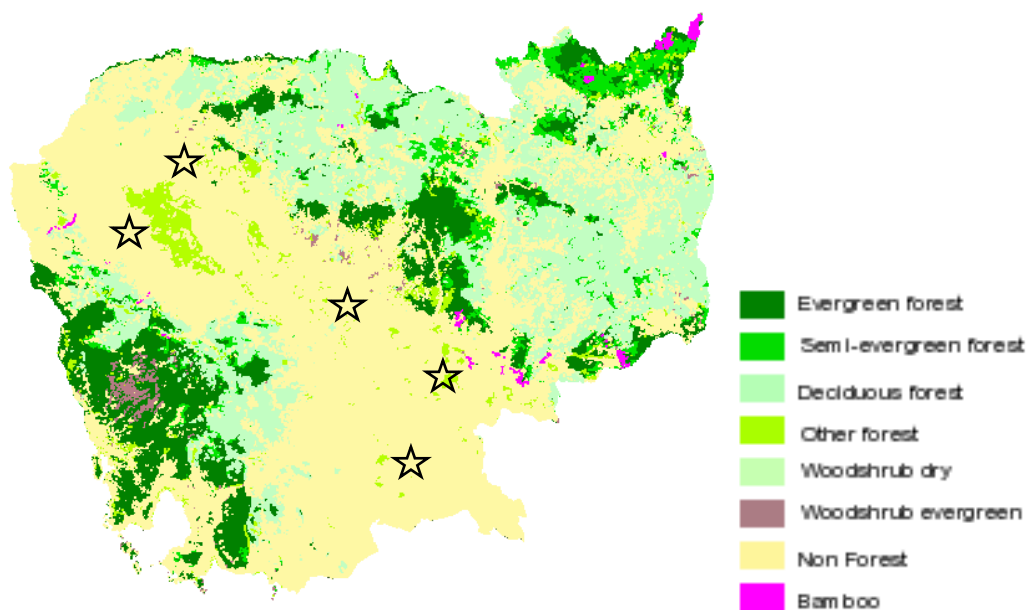 Evergreen forest
Semi-evergreen forest
Deciduous forest
Other forest
Woodshrub dry
Woodshrub evergreen
Non Forest
Bamboo